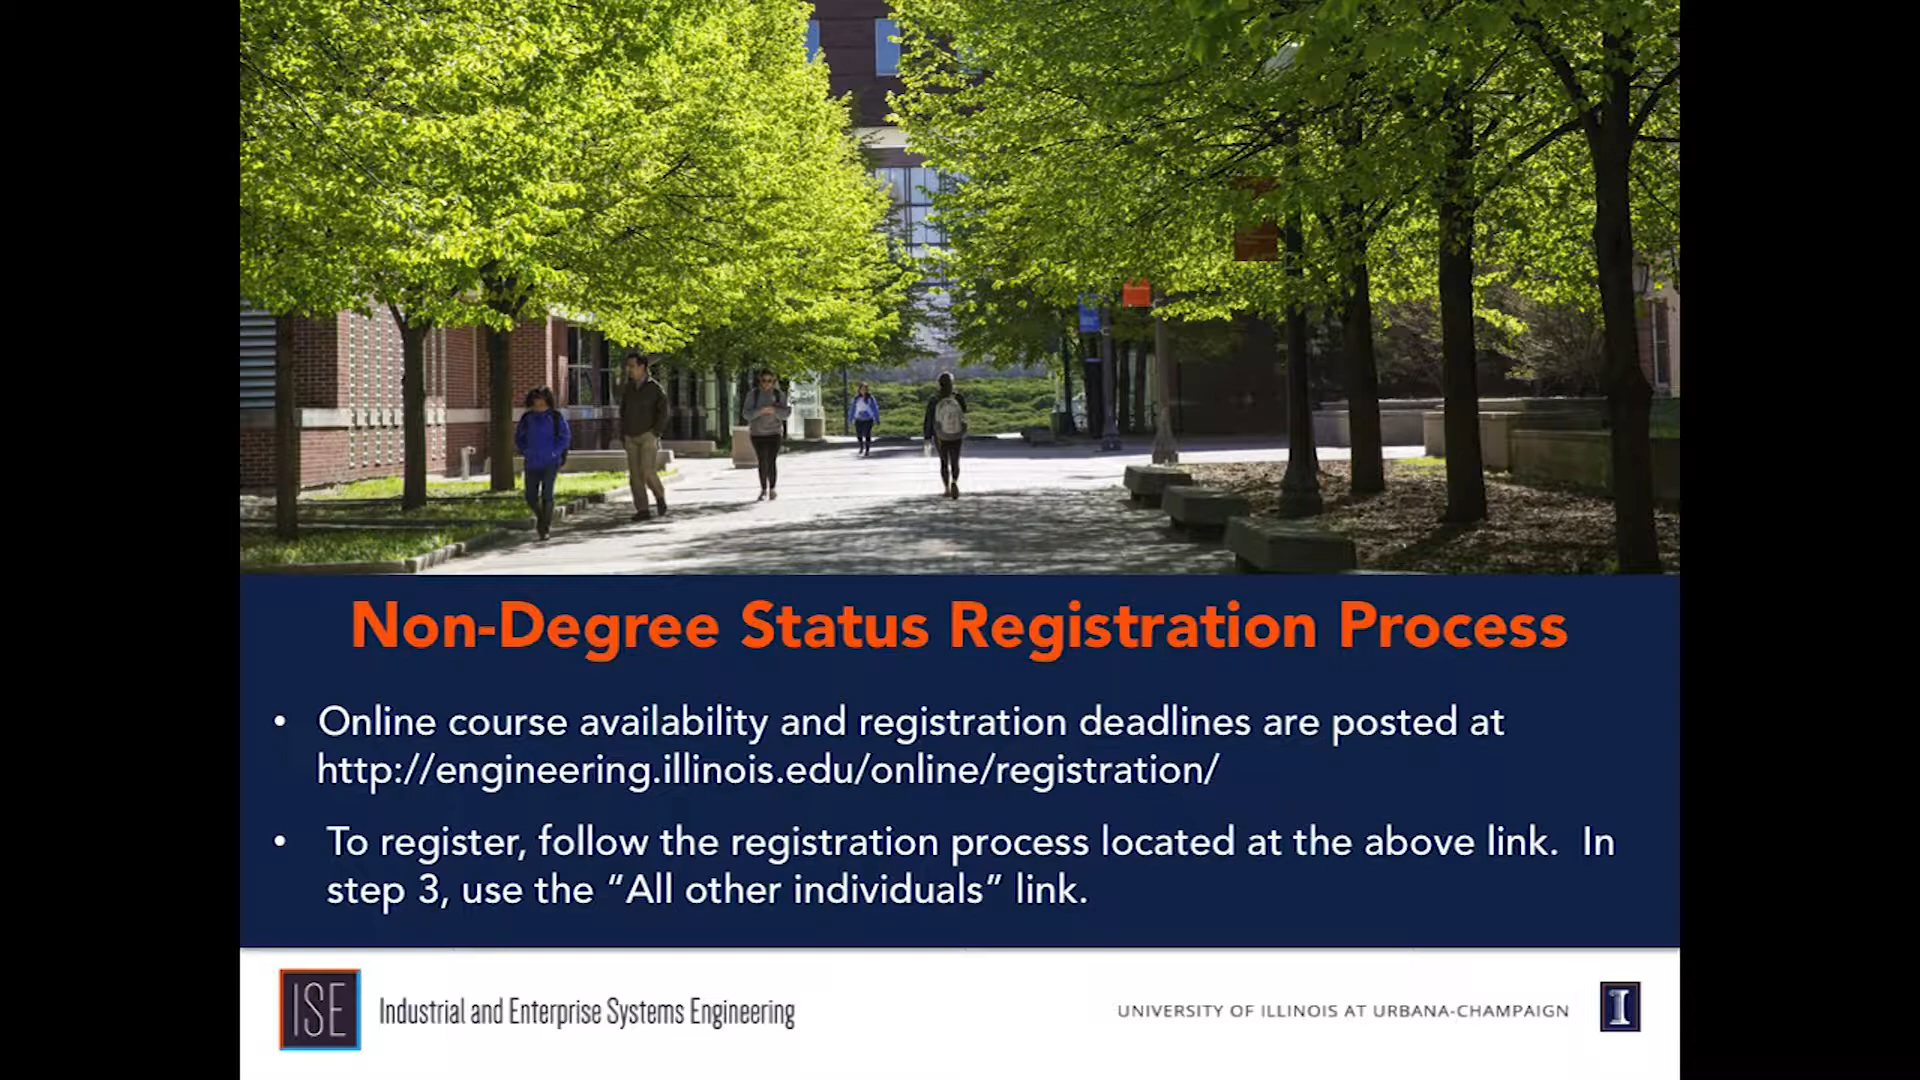 Non-Degree Status Registration Process
• Online course availability and registration deadlines are posted at
http://engineering.illinois.edu/online/registration/
• To register, follow the registration process located at the above link. In
step 3, use the “All other individuals” link.
ISE Industrial and Enterprise Systems Engineering
UNIVERSITY OF ILLINOIS AT URBANA-CHAMPAIGN I